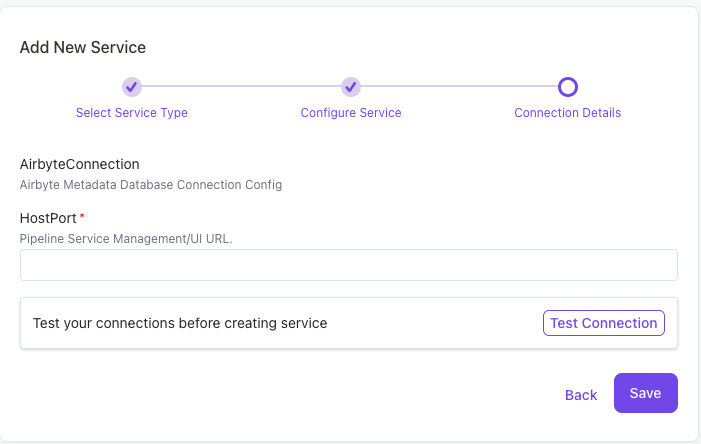 Add New Service
Select Service Type
Configure Service
Connection Details
AirbyteConnection
Airbyte Metadata Database Connection Config
HostPort *
Pipeline Service Management/UI URL.
Test your connections before creating service
Test Connection
Back
Save